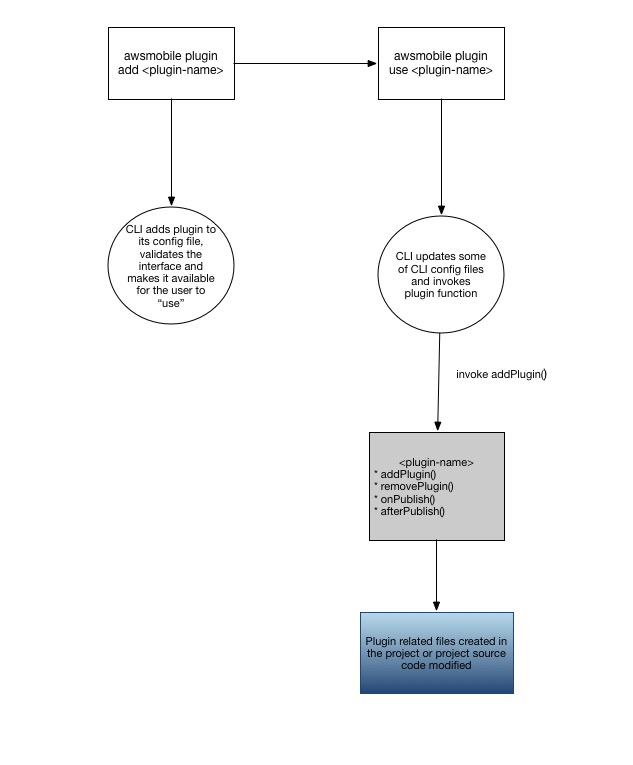 awsmobile plugin
add <plugin-name>
awsmobile plugin
use <plugin-name>
CLI adds plugin to
its config file,
validates the
interface and
makes it available
for the user to
“use”
CLI updates some
of CLI config files
and invokes
plugin function
invoke addPlugin()
<plugin-name>
* addPlugin()
* removePlugin()
* onPublish()
* afterPublish()
Plugin related files created in
the project or project source
code modified